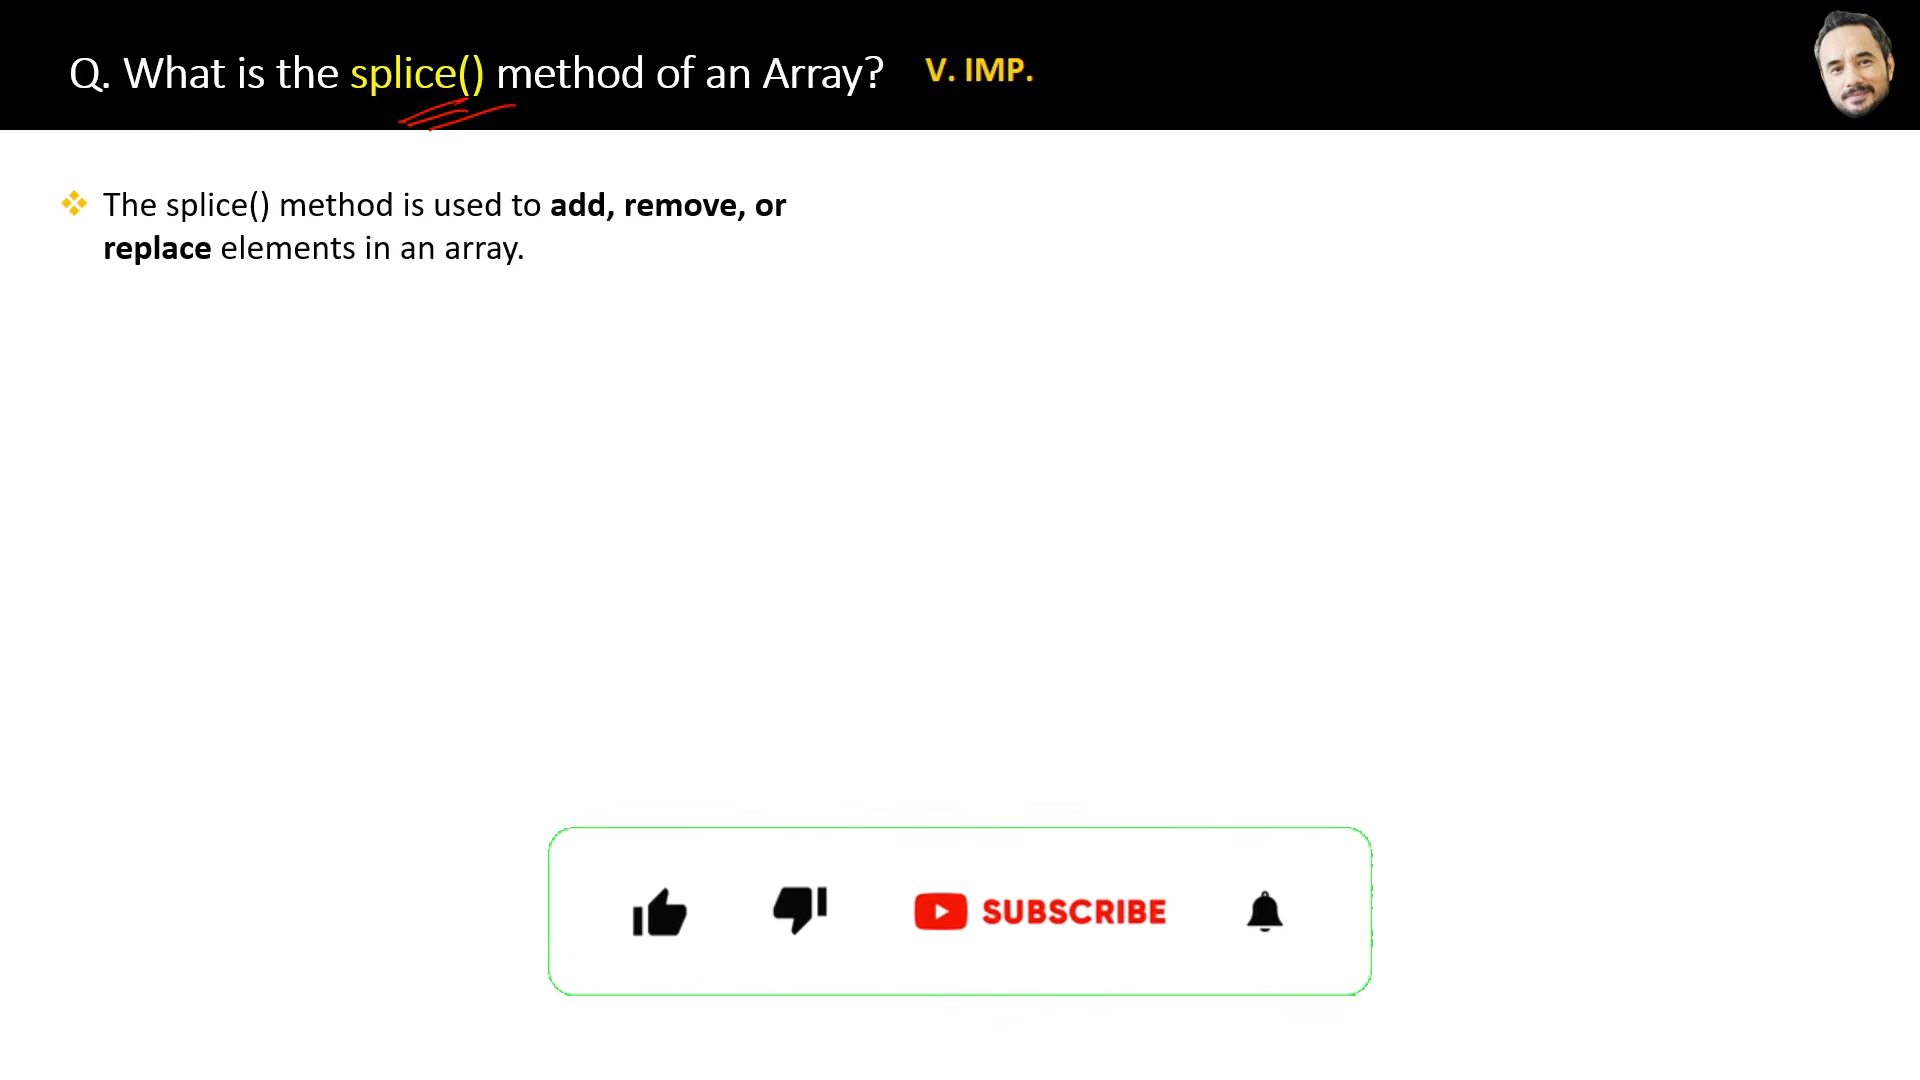 Q. What is the splice() method of an Array? V. IMP.
The splice() method is used to add, remove, or
replace elements in an array.
SUBSCRIBE